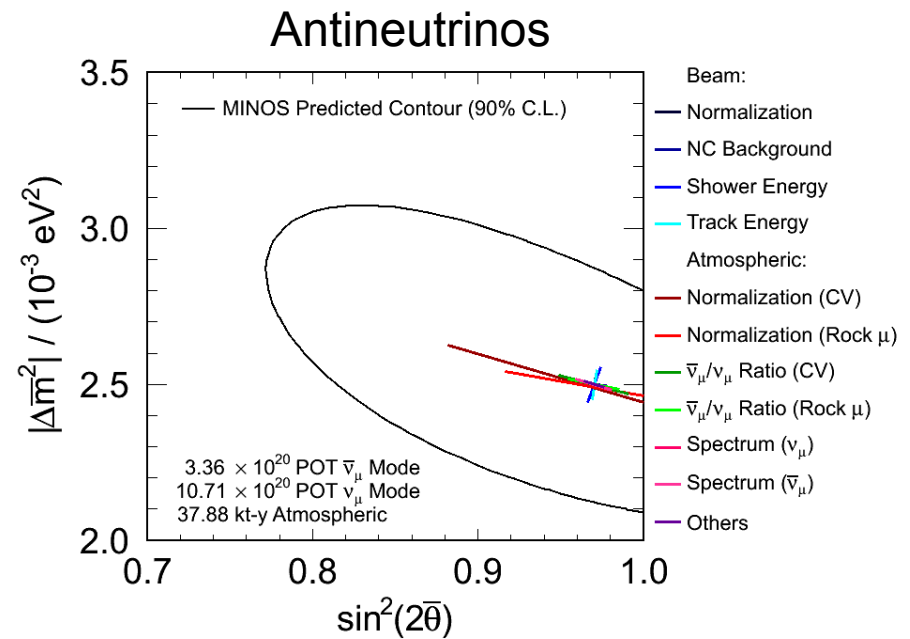 Antineutrinos
MINOS Predicted Contour (90% C.L.)
|Δm̅²| / (10⁻³ eV²)
3.5
3.0
2.5
2.0
3.36 × 10²⁰ POT ν̅μ Mode
10.71 × 10²⁰ POT νμ Mode
37.88 kt-y Atmospheric
0.7 0.8 0.9 1.0
sin²(2θ̅)
Beam:
Normalization
NC Background
Shower Energy
Track Energy
Atmospheric:
Normalization (CV)
Normalization (Rock μ)
ν̅μ/νμ Ratio (CV)
ν̅μ/νμ Ratio (Rock μ)
Spectrum (νμ)
Spectrum (ν̅μ)
Others